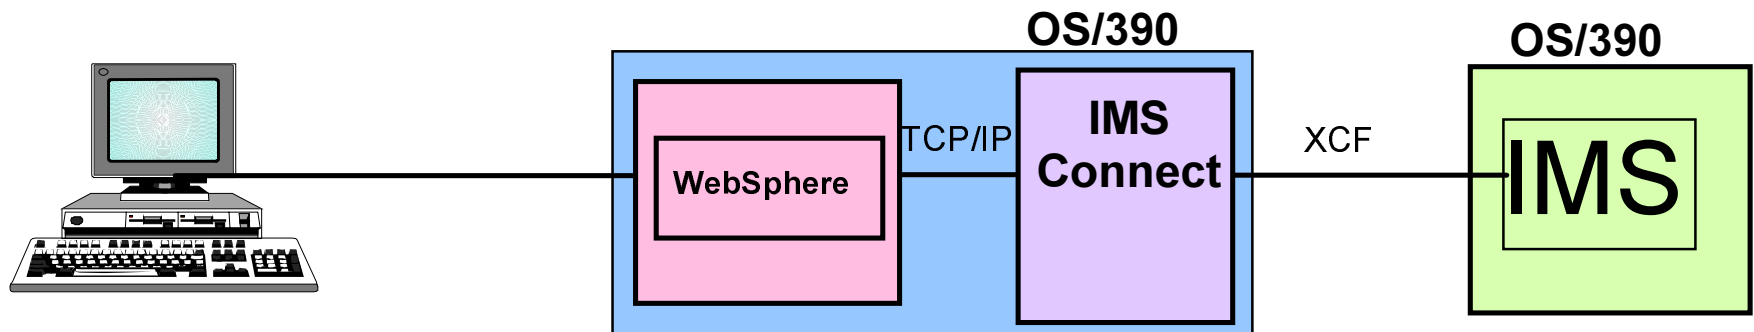 OS/390
OS/390
WebSphere
TCP/IP
IMS
Connect
XCF
IMS